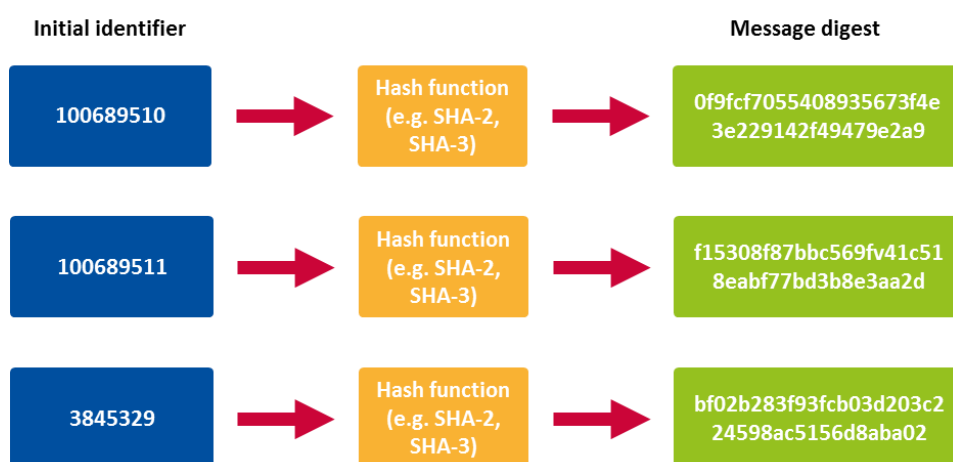 Initial identifier
Message digest
100689510
Hash function
(e.g. SHA-2,
SHA-3)
0f9fcf7055408935673f4e
3e229142f49479e2a9
100689511
Hash function
(e.g. SHA-2,
SHA-3)
f15308f87bbc569fv41c51
8eabf77bd3b8e3aa2d
3845329
Hash function
(e.g. SHA-2,
SHA-3)
bf02b283f93fcb03d203c2
24598ac5156d8aba02